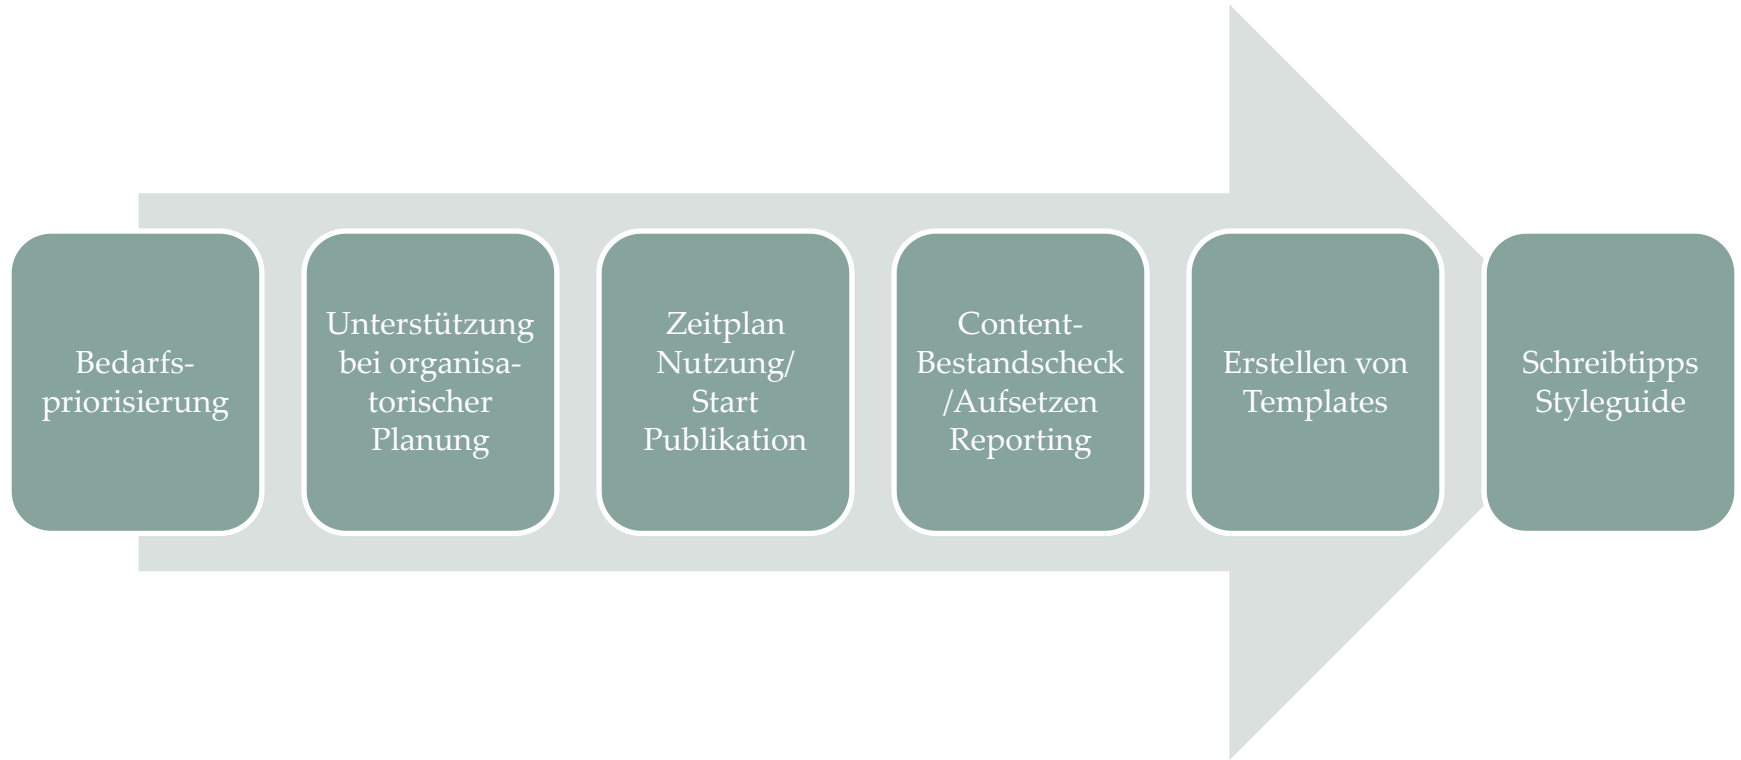 Bedarfs-
priorisierung
Unterstützung
bei organisa-
torischer
Planung
Zeitplan
Nutzung/
Start
Publikation
Content-
Bestandscheck
/Aufsetzen
Reporting
Erstellen von
Templates
Schreibtipps
Styleguide